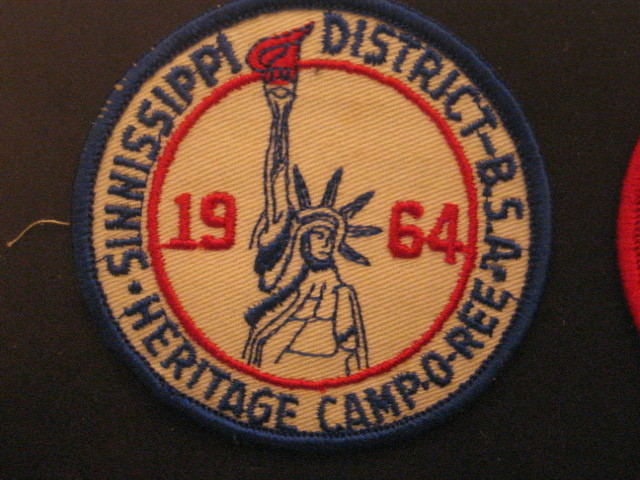 SINNISSIPPI DISTRICT-B.S.A.
19 64
HERITAGE CAMP-O-REE